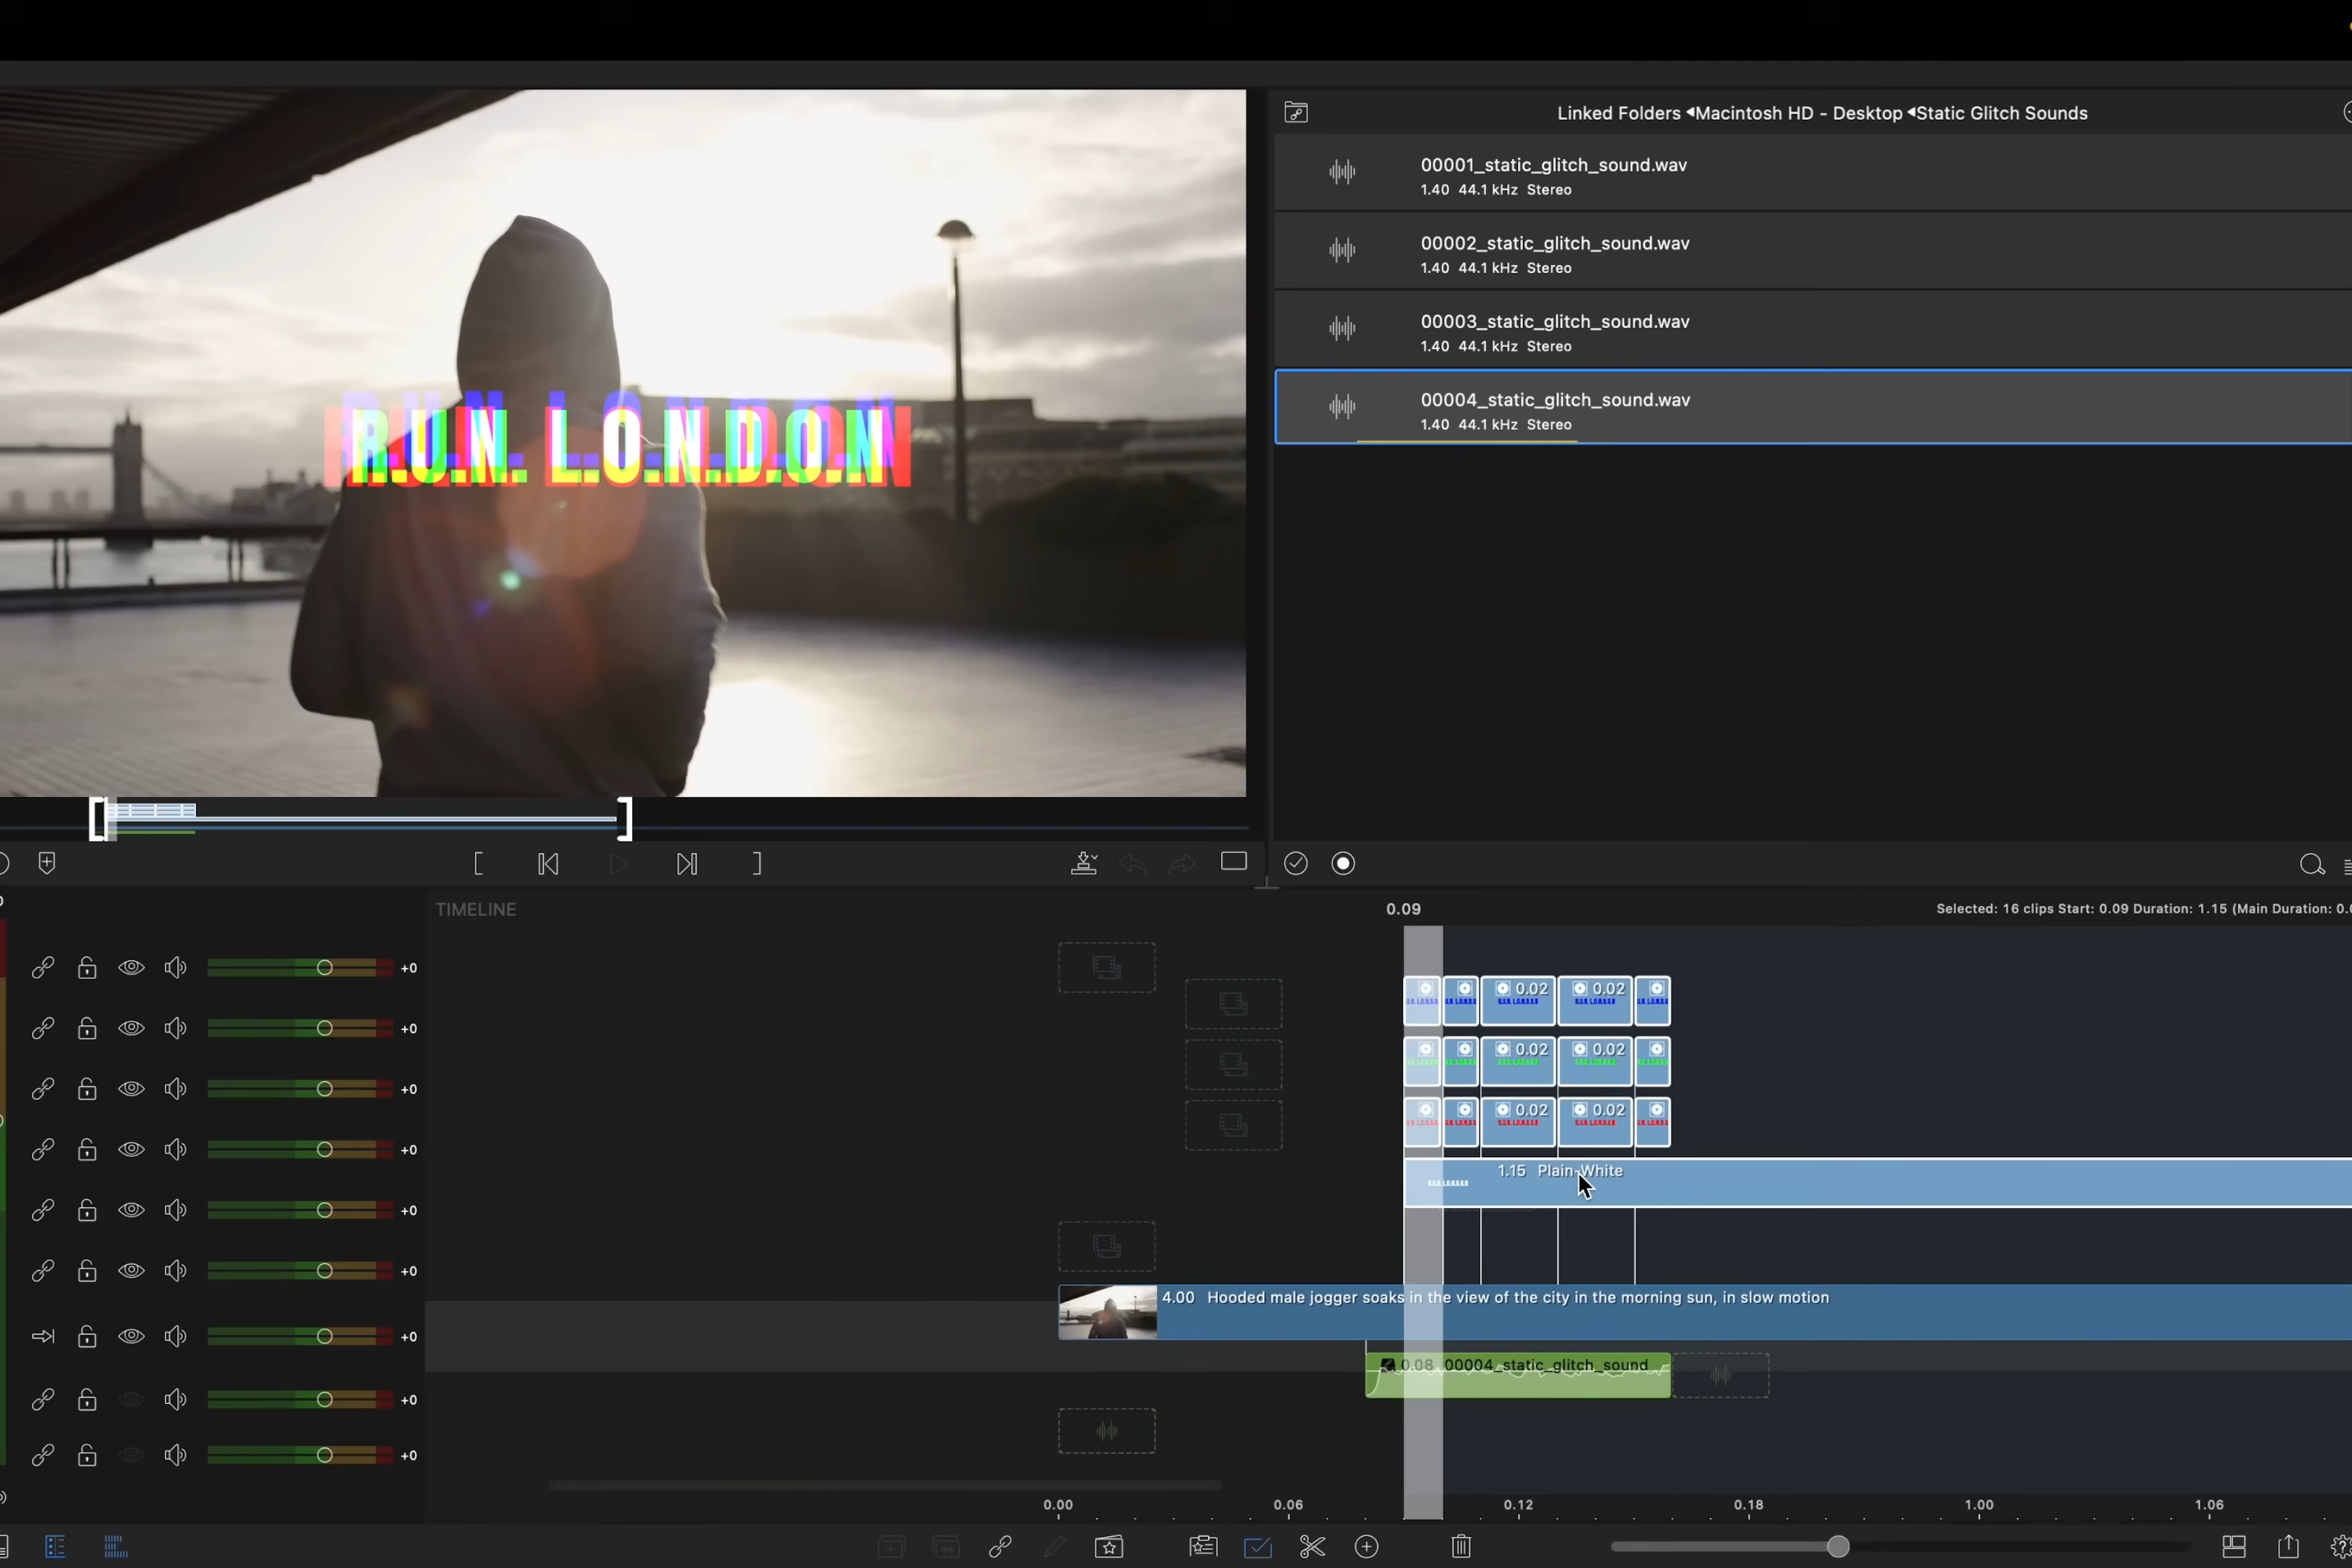 Linked Folders ◀Macintosh HD - Desktop ◀Static Glitch Sounds
00001_static_glitch_sound.wav
1.40 44.1 kHz Stereo
00002_static_glitch_sound.wav
1.40 44.1 kHz Stereo
00003_static_glitch_sound.wav
1.40 44.1 kHz Stereo
00004_static_glitch_sound.wav
1.40 44.1 kHz Stereo
R.U.N. L.O.N.D.O.N
TIMELINE
0.09
Selected: 16 clips Start: 0.09 Duration: 1.15 (Main Duration: 0.0
+0
0.02
0.02
+0
0.02
0.02
+0
0.02
0.02
+0
1.15 Plain-White
+0
+0
4.00 Hooded male jogger soaks in the view of the city in the morning sun, in slow motion
+0
0.08 00004_static_glitch_sound
+0
+0
0.00
0.06
0.12
0.18
1.00
1.06